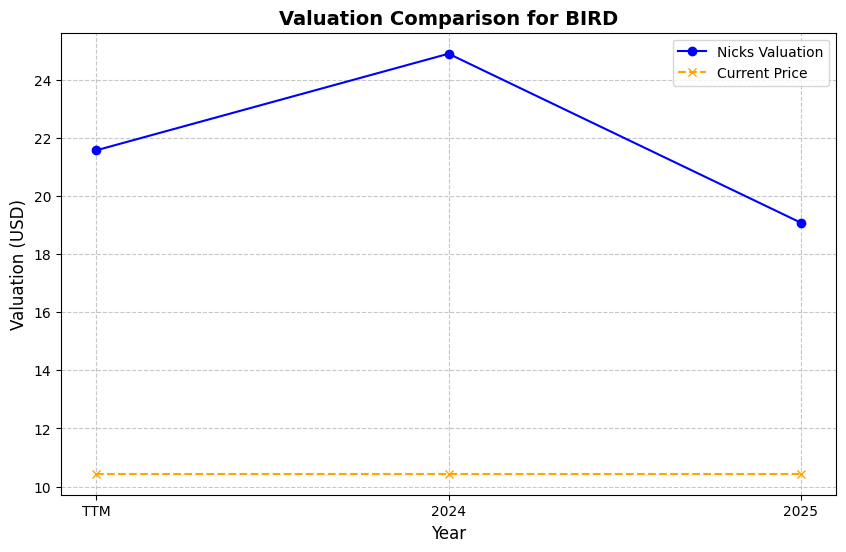 Valuation Comparison for BIRD
Nicks Valuation
Current Price
Valuation (USD)
24
22
20
18
16
14
12
10
TTM
2024
2025
Year